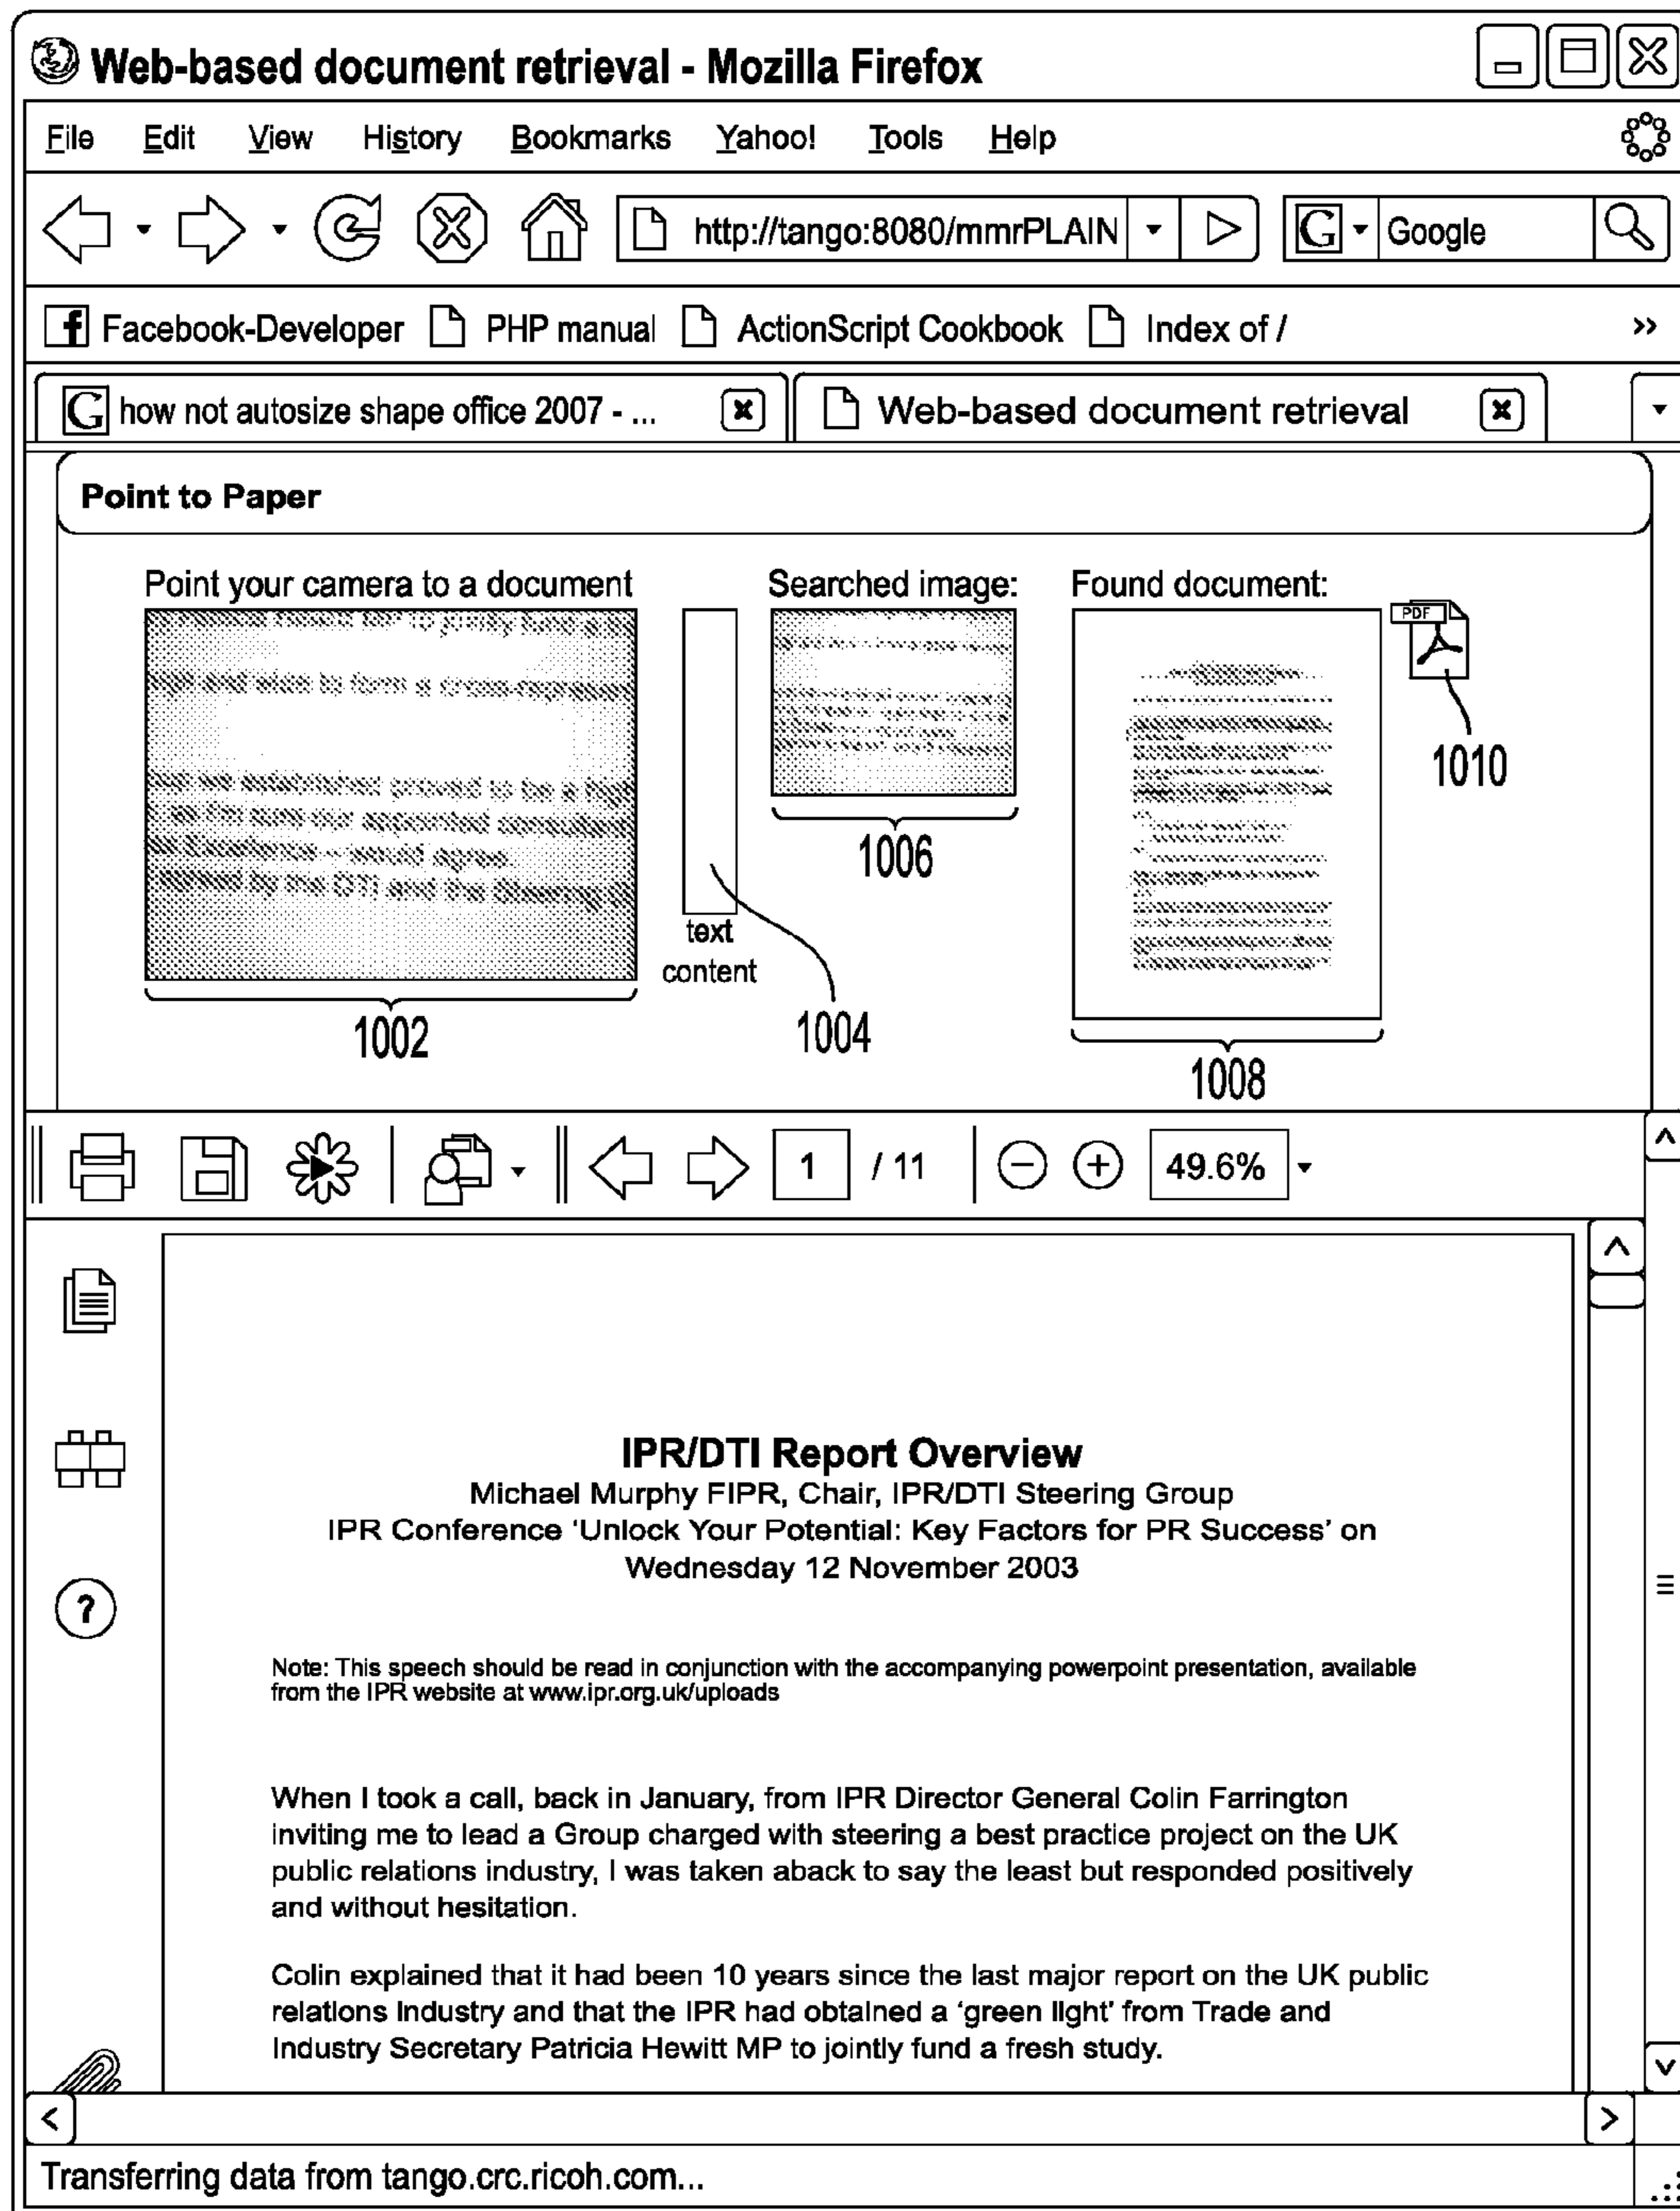 Web-based document retrieval - Mozilla Firefox
File Edit View History Bookmarks Yahoo! Tools Help
http://tango:8080/mmrPLAIN G Google
f Facebook-Developer PHP manual ActionScript Cookbook Index of / »
G how not autosize shape office 2007 - ... Web-based document retrieval
Point to Paper
Point your camera to a document Searched image: Found document:
PDF
1010
1006
text
content
1002 1004
1008
1 / 11 49.6%
IPR/DTI Report Overview
Michael Murphy FIPR, Chair, IPR/DTI Steering Group
IPR Conference 'Unlock Your Potential: Key Factors for PR Success' on
Wednesday 12 November 2003
?
Note: This speech should be read in conjunction with the accompanying powerpoint presentation, available
from the IPR website at www.ipr.org.uk/uploads
When I took a call, back in January, from IPR Director General Colin Farrington
inviting me to lead a Group charged with steering a best practice project on the UK
public relations industry, I was taken aback to say the least but responded positively
and without hesitation.
Colin explained that it had been 10 years since the last major report on the UK public
relations Industry and that the IPR had obtained a 'green light' from Trade and
Industry Secretary Patricia Hewitt MP to jointly fund a fresh study.
Transferring data from tango.crc.ricoh.com...